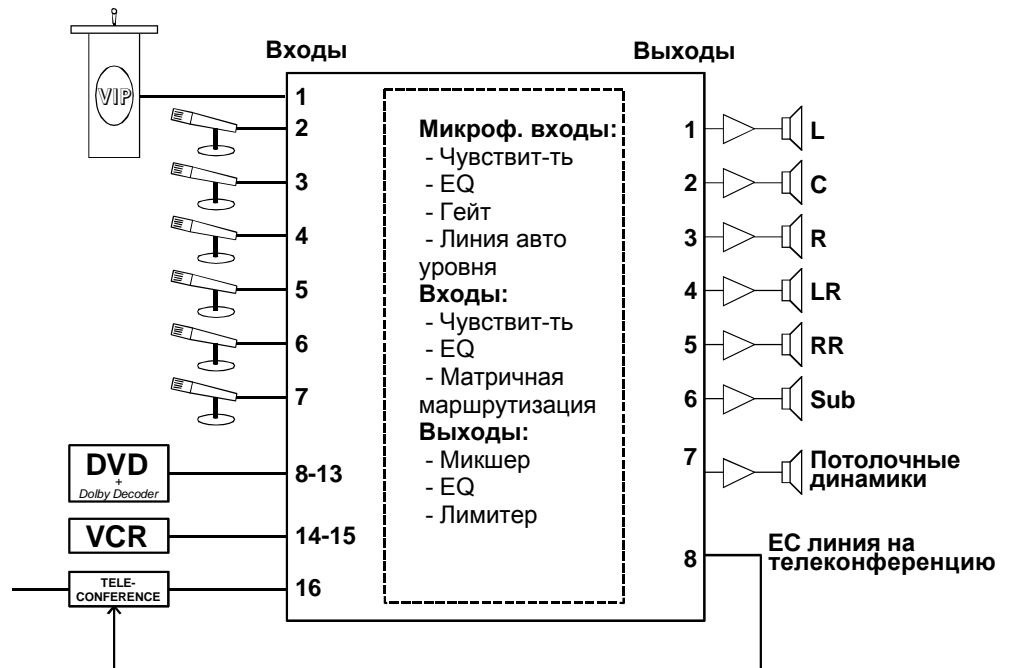 Входы
Выходы
VIP
1
2
3
4
5
6
7
DVD
+
Dolby Decoder
8-13
VCR
14-15
TELE-
CONFERENCE
16
Микроф. входы:
- Чувствит-ть
- EQ
- Гейт
- Линия авто
уровня
Входы:
- Чувствит-ть
- EQ
- Матричная
маршрутизация
Выходы:
- Микшер
- EQ
- Лимитер
1 L
2 C
3 R
4 LR
5 RR
6 Sub
7 Потолочные
динамики
8 ЕС линия на
телеконференцию